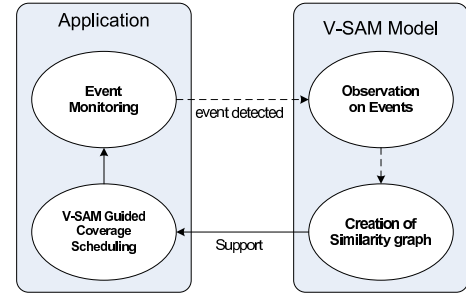 Application
V-SAM Model
Event
Monitoring
event detected
Observation
on Events
V-SAM Guided
Coverage
Scheduling
Support
Creation of
Similarity graph